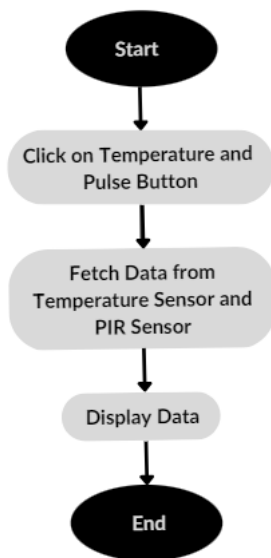 Start
Click on Temperature and
Pulse Button
Fetch Data from
Temperature Sensor and
PIR Sensor
Display Data
End